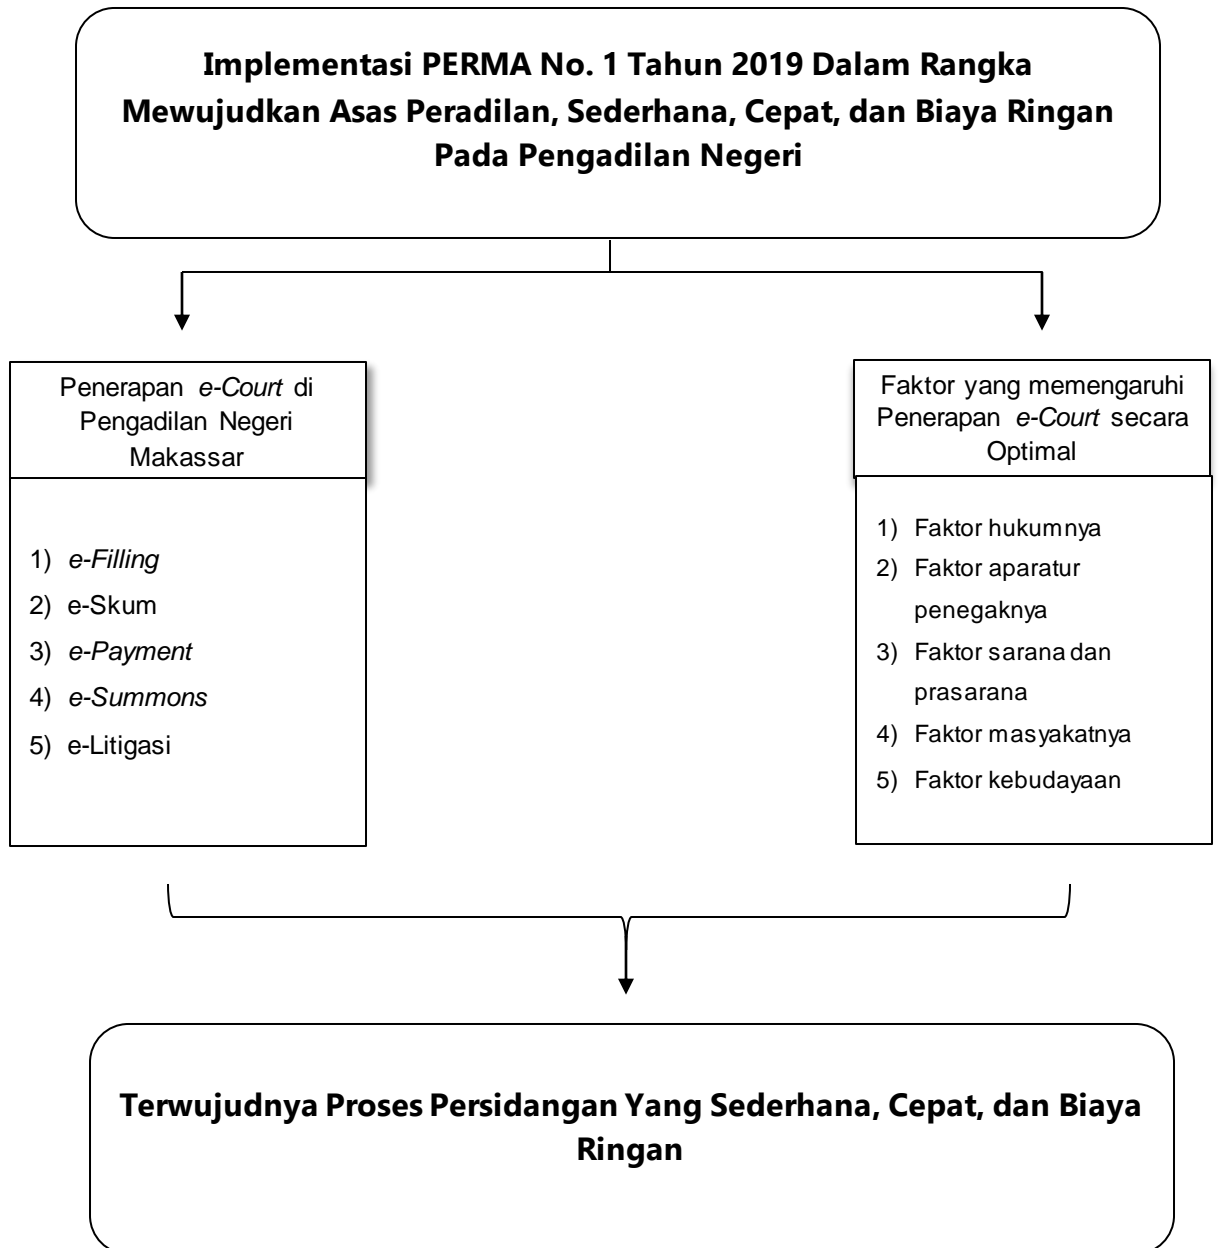 Implementasi PERMA No. 1 Tahun 2019 Dalam Rangka
Mewujudkan Asas Peradilan, Sederhana, Cepat, dan Biaya Ringan
Pada Pengadilan Negeri
Penerapan e-Court di
Pengadilan Negeri
Makassar
1) e-Filling
2) e-Skum
3) e-Payment
4) e-Summons
5) e-Litigasi
Faktor yang memengaruhi
Penerapan e-Court secara
Optimal
1) Faktor hukumnya
2) Faktor aparatur
penegaknya
3) Faktor sarana dan
prasarana
4) Faktor masyakatnya
5) Faktor kebudayaan
Terwujudnya Proses Persidangan Yang Sederhana, Cepat, dan Biaya
Ringan